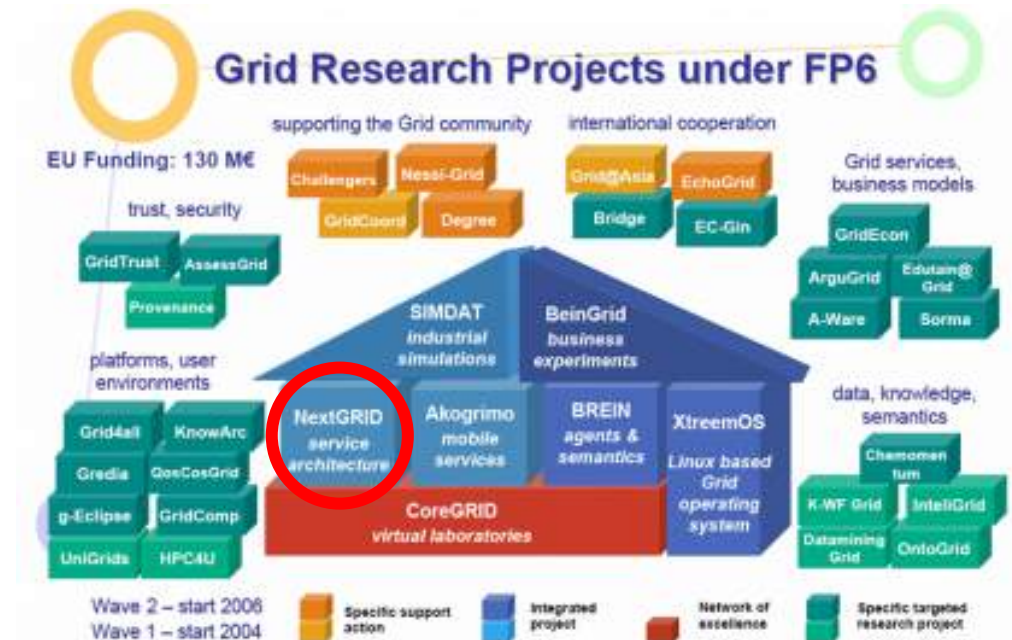 Grid Research Projects under FP6
supporting the Grid community
international cooperation
EU Funding: 130 M€
Grid services,
business models
trust, security
Challengers
Nessi-Grid
GridCoord
Degree
Grid@Asia
EchoGrid
Bridge
EC-Gin
GridTrust
AssessGrid
Provenance
GridEcon
ArguGrid
Edutain@
Grid
A-Ware
Sorma
SIMDAT
industrial
simulations
BeinGrid
business
experiments
platforms, user
environments
Grid4all
KnowArc
Gredia
QosCosGrid
g-Eclipse
GridComp
UniGrids
HPC4U
NextGRID
service
architecture
Akogrimo
mobile
services
BREIN
agents &
semantics
XtreemOS
Linux based
Grid
operating
system
CoreGRID
virtual laboratories
data, knowledge,
semantics
Chemomen
tum
K-WF Grid
InteliGrid
Datamining
Grid
OntoGrid
Wave 2 – start 2006
Wave 1 – start 2004
Specific support
action
Integrated
project
Network of
excellence
Specific targeted
research project